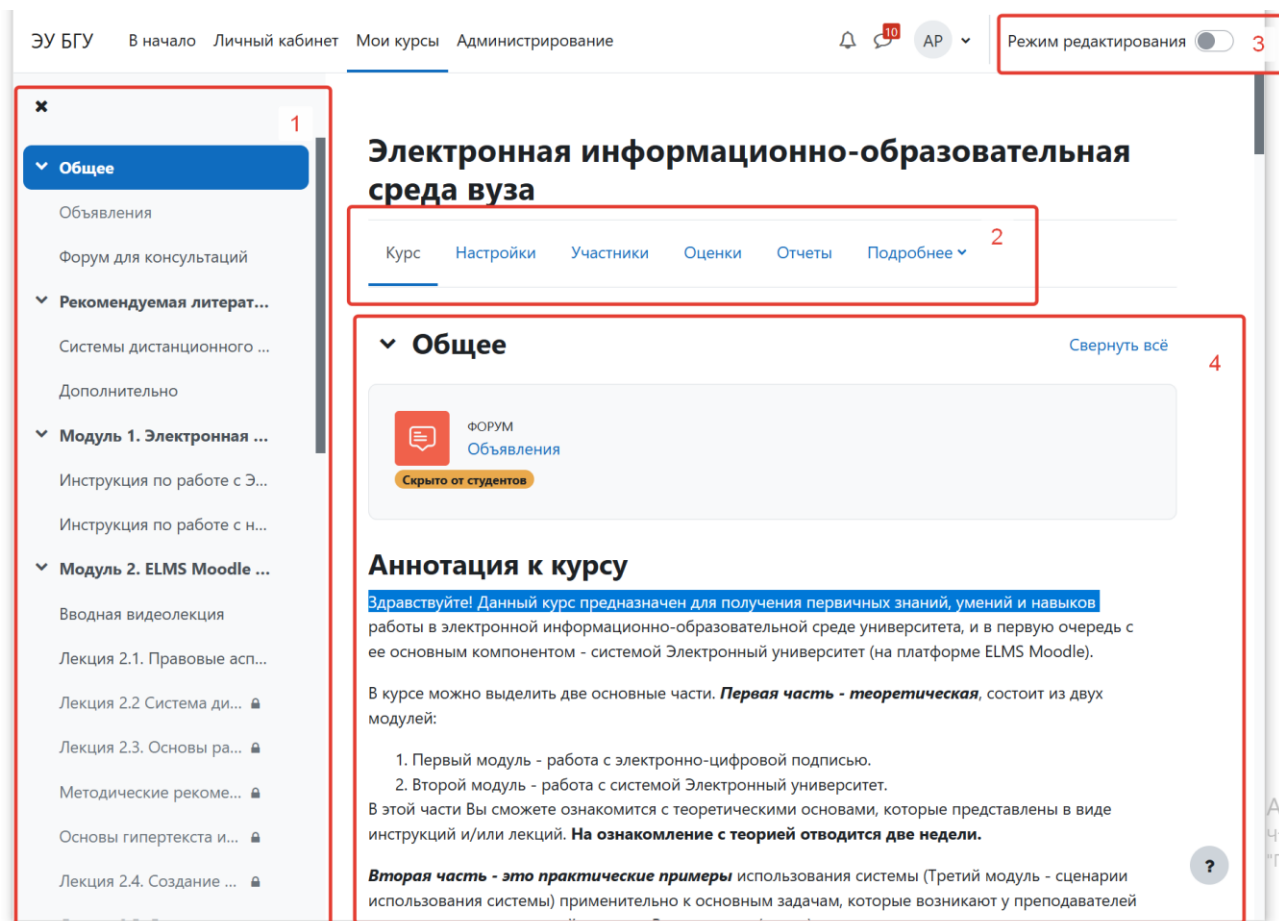 ЭУ БГУ В начало Личный кабинет Мои курсы Администрирование 10 АР Режим редактирования 3
1
Общее
Объявления
Форум для консультаций
Рекомендуемая литерат...
Системы дистанционного ...
Дополнительно
Модуль 1. Электронная ...
Инструкция по работе с Э...
Инструкция по работе с н...
Модуль 2. ELMS Moodle ...
Вводная видеолекция
Лекция 2.1. Правовые асп...
Лекция 2.2 Система ди...
Лекция 2.3. Основы ра...
Методические рекоме...
Основы гипертекста и...
Лекция 2.4. Создание ...
Электронная информационно-образовательная
среда вуза
Курс Настройки Участники Оценки Отчеты Подробнее 2
Общее Свернуть всё
4
ФОРУМ
Объявления
Скрыто от студентов
Аннотация к курсу
Здравствуйте! Данный курс предназначен для получения первичных знаний, умений и навыков
работы в электронной информационно-образовательной среде университета, и в первую очередь с
ее основным компонентом - системой Электронный университет (на платформе ELMS Moodle).
В курсе можно выделить две основные части. Первая часть - теоретическая, состоит из двух
модулей:
1. Первый модуль - работа с электронно-цифровой подписью.
2. Второй модуль - работа с системой Электронный университет.
В этой части Вы сможете ознакомится с теоретическими основами, которые представлены в виде
инструкций и/или лекций. На ознакомление с теорией отводится две недели.
Вторая часть - это практические примеры использования системы (Третий модуль - сценарии
использования системы) применительно к основным задачам, которые возникают у преподавателей
?